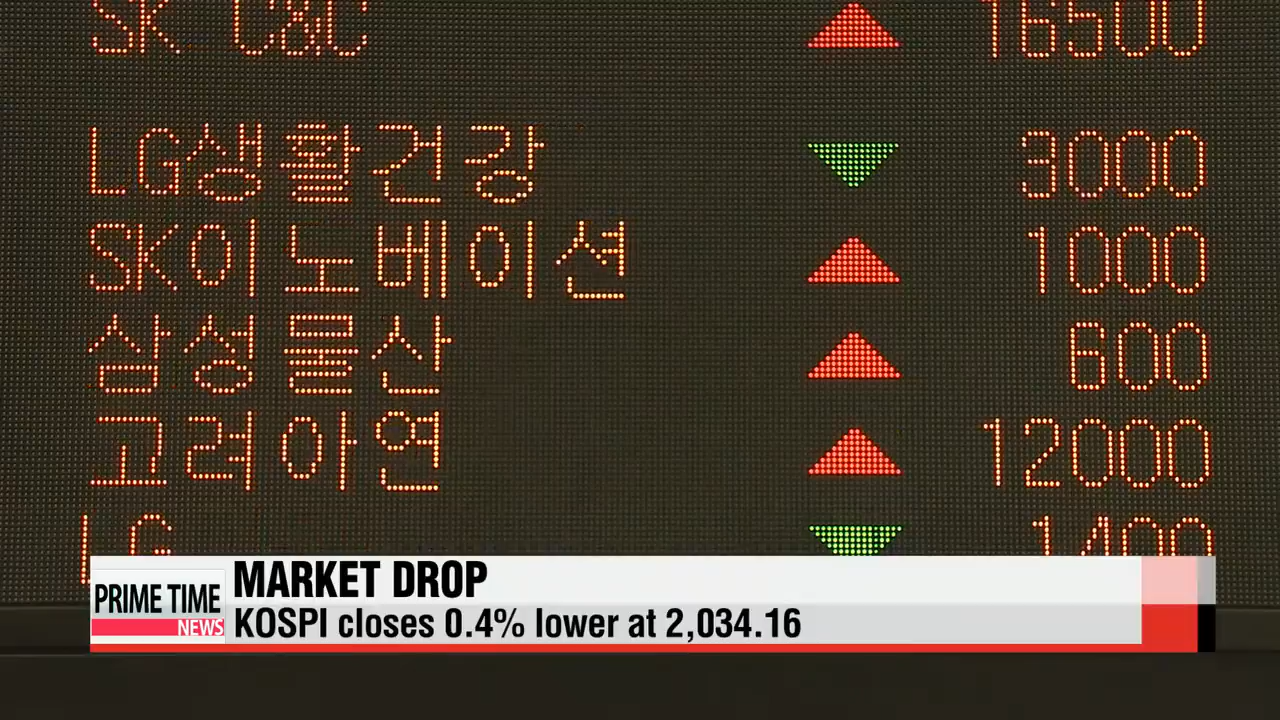 SK C&C 16500
LG생활건강 3000
SK이노베이션 1000
삼성물산 600
고려아연 12000
LG 1400
PRIME TIME
NEWS
MARKET DROP
KOSPI closes 0.4% lower at 2,034.16